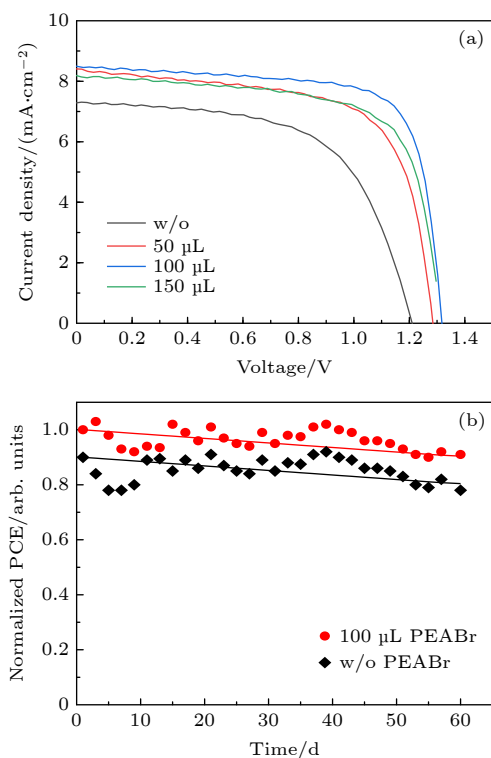 10
(a)
8
6
4
2
0
Current density/(mA·cm−2)
w/o
50 µL
100 µL
150 µL
0
0.2
0.4
0.6
0.8
1.0
1.2
1.4
Voltage/V
(b)
1.0
0.8
0.6
0.4
0.2
0
Normalized PCE/arb. units
100 µL PEABr
w/o PEABr
0
10
20
30
40
50
60
Time/d